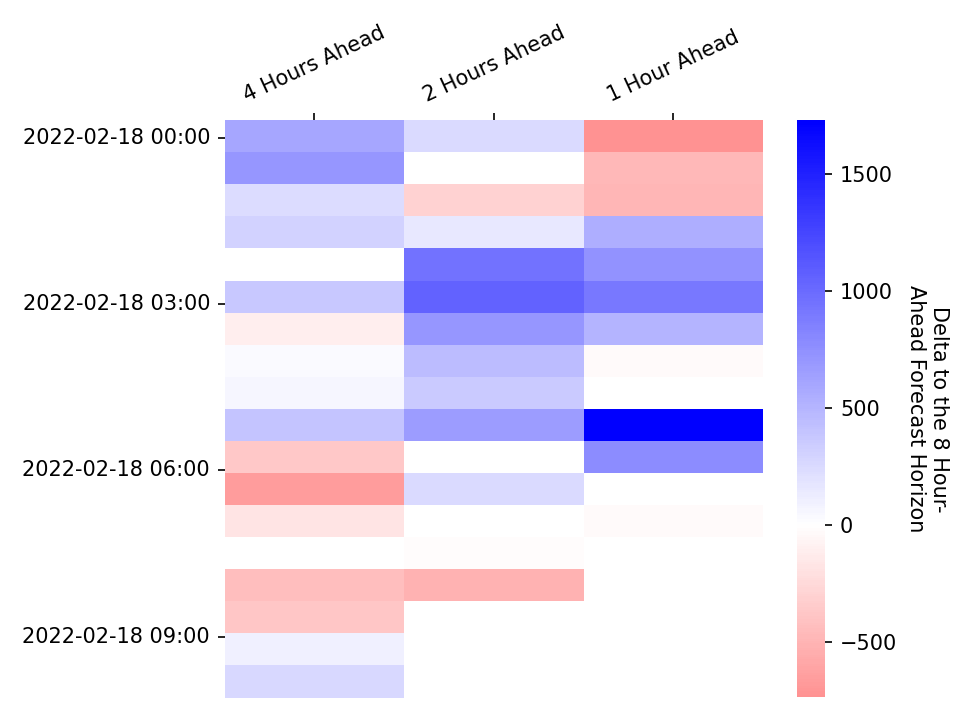 4 Hours Ahead
2 Hours Ahead
1 Hour Ahead
2022-02-18 00:00
2022-02-18 03:00
2022-02-18 06:00
2022-02-18 09:00
1500
1000
500
0
−500
Delta to the 8 Hour-
Ahead Forecast Horizon